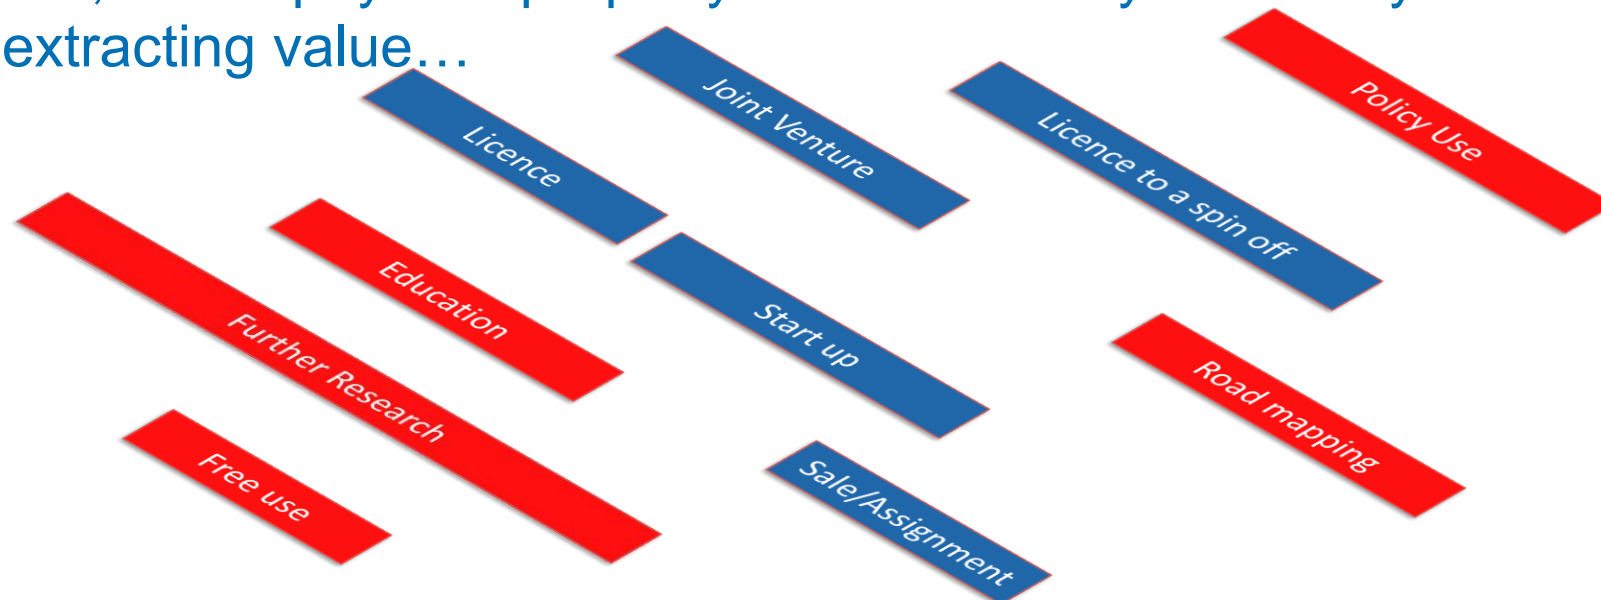 extracting value…
Joint Venture
Policy Use
Licence
Licence to a spin off
Education
Start up
Further Research
Road mapping
Free use
Sale/Assignment